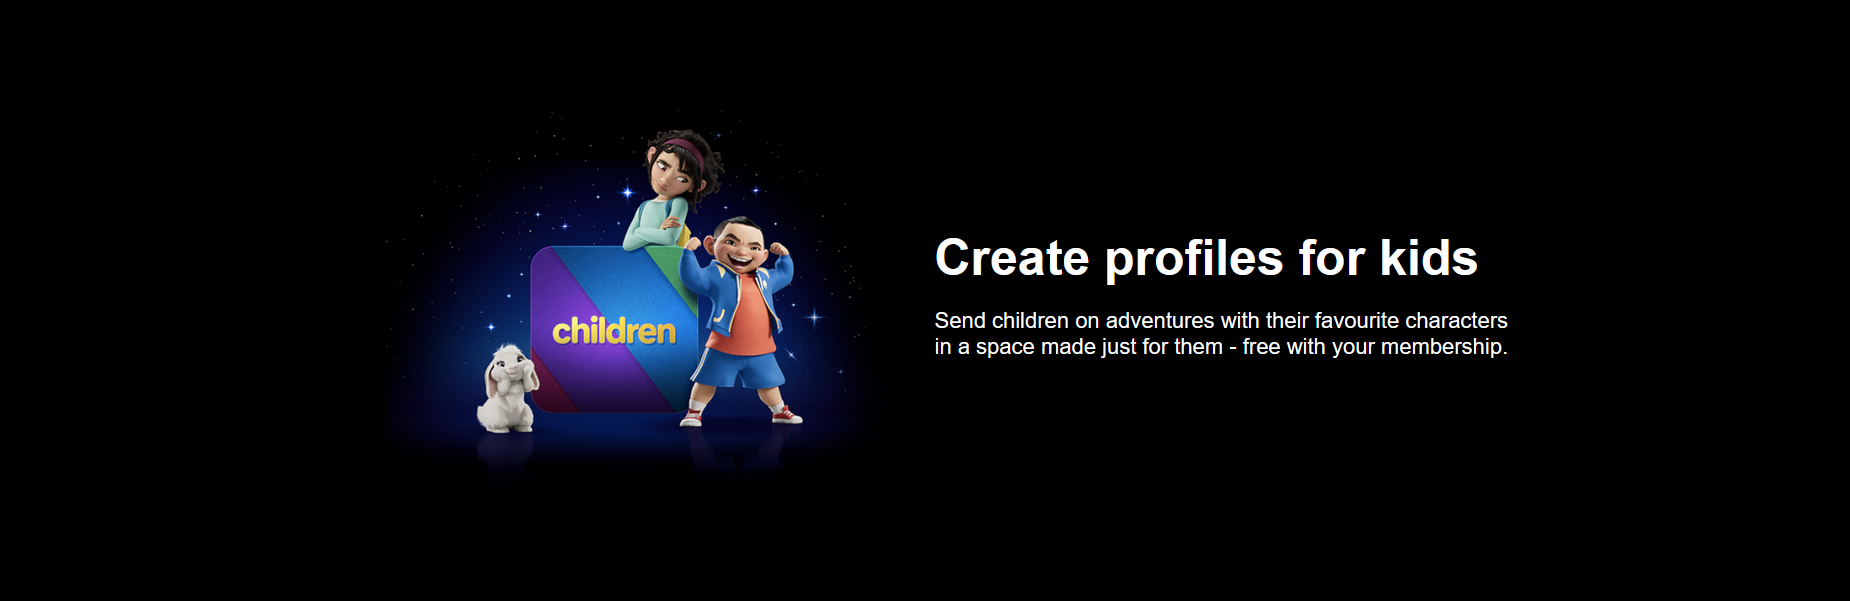 children
Create profiles for kids
Send children on adventures with their favourite characters
in a space made just for them - free with your membership.